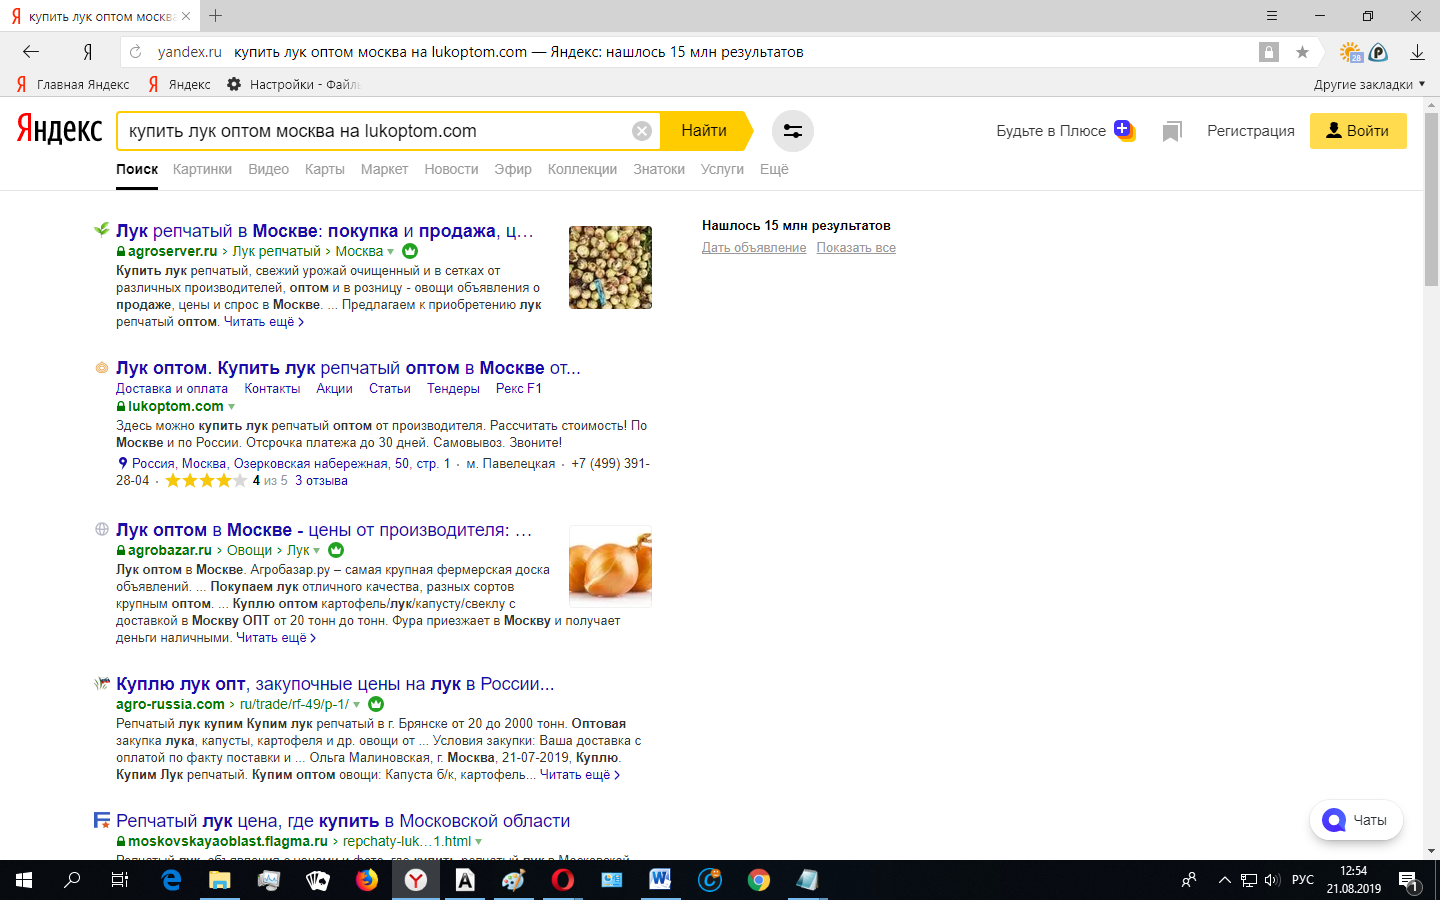 купить лук оптом москва
yandex.ru купить лук оптом москва на lukoptom.com — Яндекс: нашлось 15 млн результатов
28
Главная Яндекс Яндекс Настройки - Файлы Другие закладки
Яндекс
купить лук оптом москва на lukoptom.com
Найти
Будьте в Плюсе Регистрация Войти
Поиск Картинки Видео Карты Маркет Новости Эфир Коллекции Знатоки Услуги Ещё
Лук репчатый в Москве: покупка и продажа, ц...
agroserver.ru › Лук репчатый › Москва
Купить лук репчатый, свежий урожай очищенный и в сетках от
различных производителей, оптом и в розницу - овощи объявления о
продаже, цены и спрос в Москве. ... Предлагаем к приобретению лук
репчатый оптом. Читать ещё >
Нашлось 15 млн результатов
Дать объявление Показать все
Лук оптом. Купить лук репчатый оптом в Москве от...
Доставка и оплата Контакты Акции Статьи Тендеры Рекс F1
lukoptom.com
Здесь можно купить лук репчатый оптом от производителя. Рассчитать стоимость! По
Москве и по России. Отсрочка платежа до 30 дней. Самовывоз. Звоните!
Россия, Москва, Озерковская набережная, 50, стр. 1 · м. Павелецкая · +7 (499) 391-
28-04 · 4 из 5 3 отзыва
Лук оптом в Москве - цены от производителя: ...
agrobazar.ru › Овощи › Лук
Лук оптом в Москве. Агробазар.ру – самая крупная фермерская доска
объявлений. ... Покупаем лук отличного качества, разных сортов
крупным оптом. ... Куплю оптом картофель/лук/капусту/свеклу с
доставкой в Москву ОПТ от 20 тонн до тонн. Фура приезжает в Москву и получает
деньги наличными. Читать ещё >
Куплю лук опт, закупочные цены на лук в России...
agro-russia.com › ru/trade/rf-49/p-1/
Репчатый лук купим Купим лук репчатый в г. Брянске от 20 до 2000 тонн. Оптовая
закупка лука, капусты, картофеля и др. овощи от ... Условия закупки: Ваша доставка с
оплатой по факту поставки и ... Ольга Малиновская, г. Москва, 21-07-2019, Куплю.
Купим Лук репчатый. Купим оптом овощи: Капуста б/к, картофель... Читать ещё >
Репчатый лук цена, где купить в Московской области
moskovskayaoblast.flagma.ru › repchaty-luk…1.html
Репчатый лук, объявления с ценами и фото, где купить репчатый лук в Московской
Чаты
РУС
12:54
21.08.2019
1